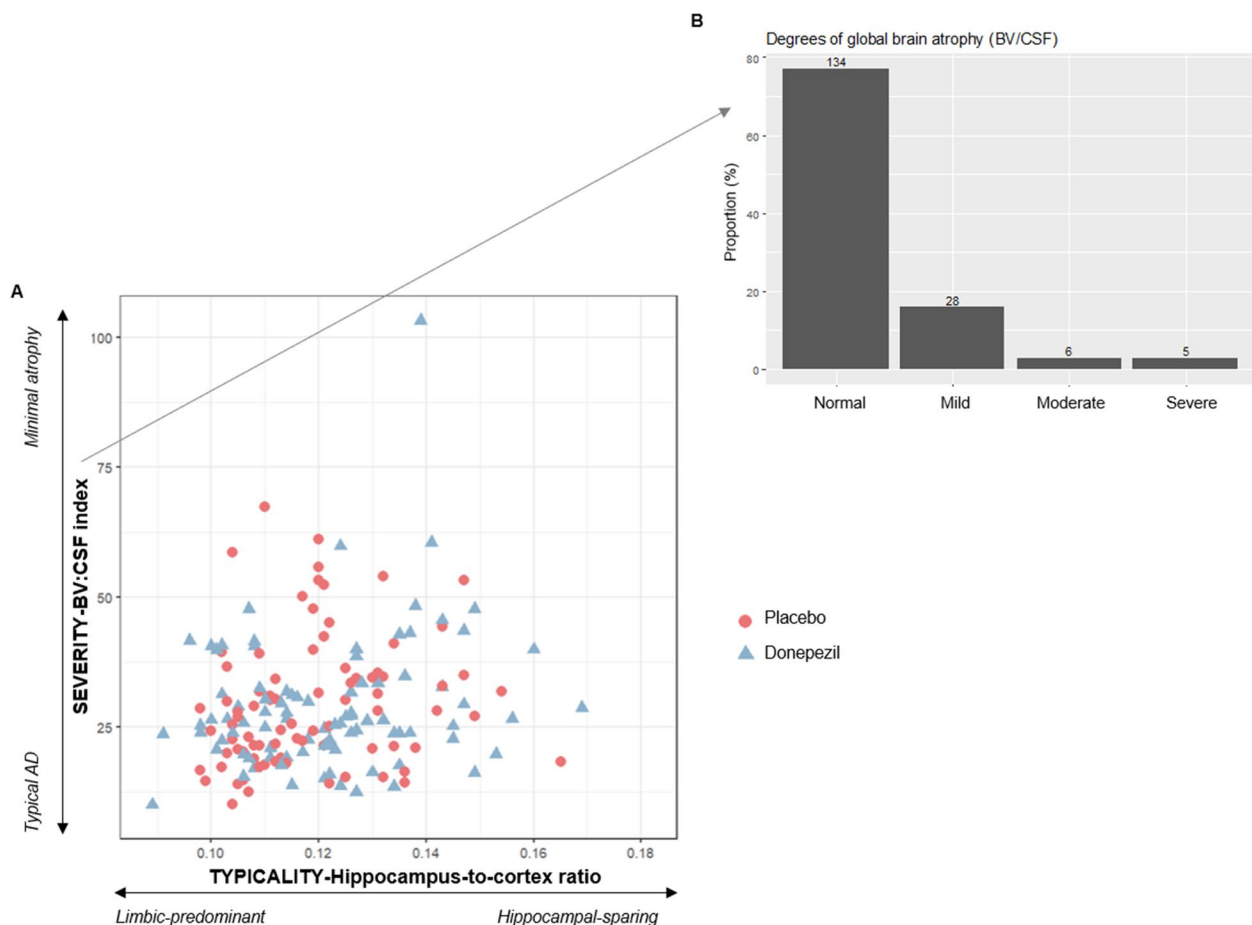 B
Degrees of global brain atrophy (BV/CSF)
80
134
60
40
20
28
6
5
0
Proportion (%)
Normal Mild Moderate Severe
A
Minimal atrophy
Typical AD
SEVERITY-BV:CSF index
100
75
50
25
0.10 0.12 0.14 0.16 0.18
TYPICALITY-Hippocampus-to-cortex ratio
Limbic-predominant Hippocampal-sparing
Placebo
Donepezil